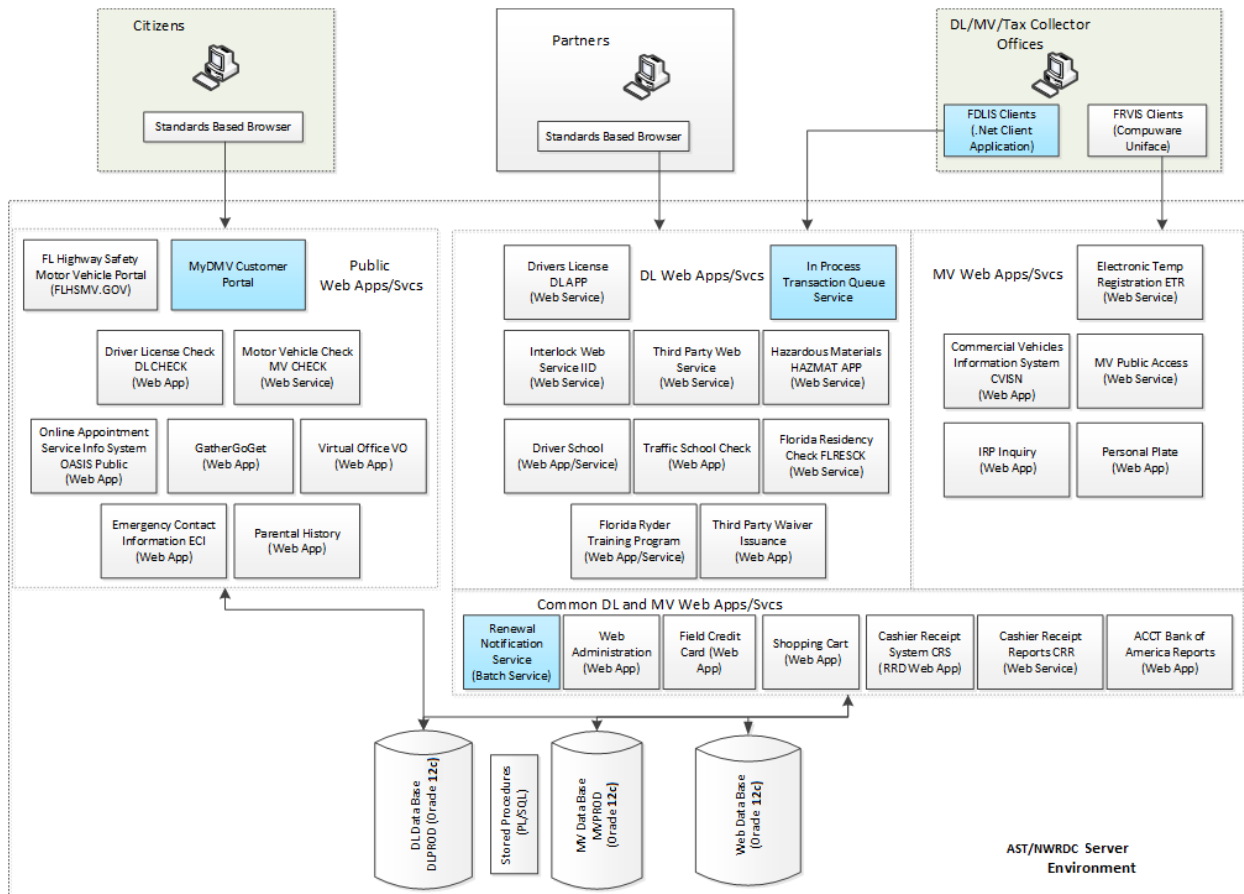 Citizens
Standards Based Browser
Partners
Standards Based Browser
DL/MV/Tax Collector
Offices
FDLIS Clients
(.Net Client
Application)
FRVIS Clients
(Compuware
Uniface)
FL Highway Safety
Motor Vehicle Portal
(FLHSMV.GOV)
MyDMV Customer
Portal
Public
Web Apps/Svcs
Driver License Check
DLCHECK
(Web App)
Motor Vehicle Check
MV CHECK
(Web Service)
Online Appointment
Service Info System
OASIS Public
(Web App)
GatherGoGet
(Web App)
Virtual Office VO
(Web App)
Emergency Contact
Information ECI
(Web App)
Parental History
(Web App)
Drivers License
DLAPP
(Web Service)
DL Web Apps/Svcs
In Process
Transaction Queue
Service
Interlock Web
Service IID
(Web Service)
Third Party Web
Service
(Web Service)
Hazardous Materials
HAZMAT APP
(Web Service)
Driver School
(Web App/Service)
Traffic School Check
(Web App)
Florida Residency
Check FLRESCK
(Web Service)
Florida Ryder
Training Program
(Web App/Service)
Third Party Waiver
Issuance
(Web App)
MV Web Apps/Svcs
Electronic Temp
Registration ETR
(Web Service)
Commercial Vehicles
Information System
CVISN
(Web App)
MV Public Access
(Web Service)
IRP Inquiry
(Web App)
Personal Plate
(Web App)
Common DL and MV Web Apps/Svcs
Renewal
Notification
Service
(Batch Service)
Web
Administration
(Web App)
Field Credit
Card (Web
App)
Shopping Cart
(Web App)
Cashier Receipt
System CRS
(RRD Web App)
Cashier Receipt
Reports CRR
(Web Service)
ACCT Bank of
America Reports
(Web App)
DL Data Base
DLPROD (Oracle 12c)
Stored Procedures
(PL/SQL)
MV Data Base
MVPROD
(Oracle 12c)
Web Data Base
(Oracle 12c)
AST/NWRDC Server
Environment